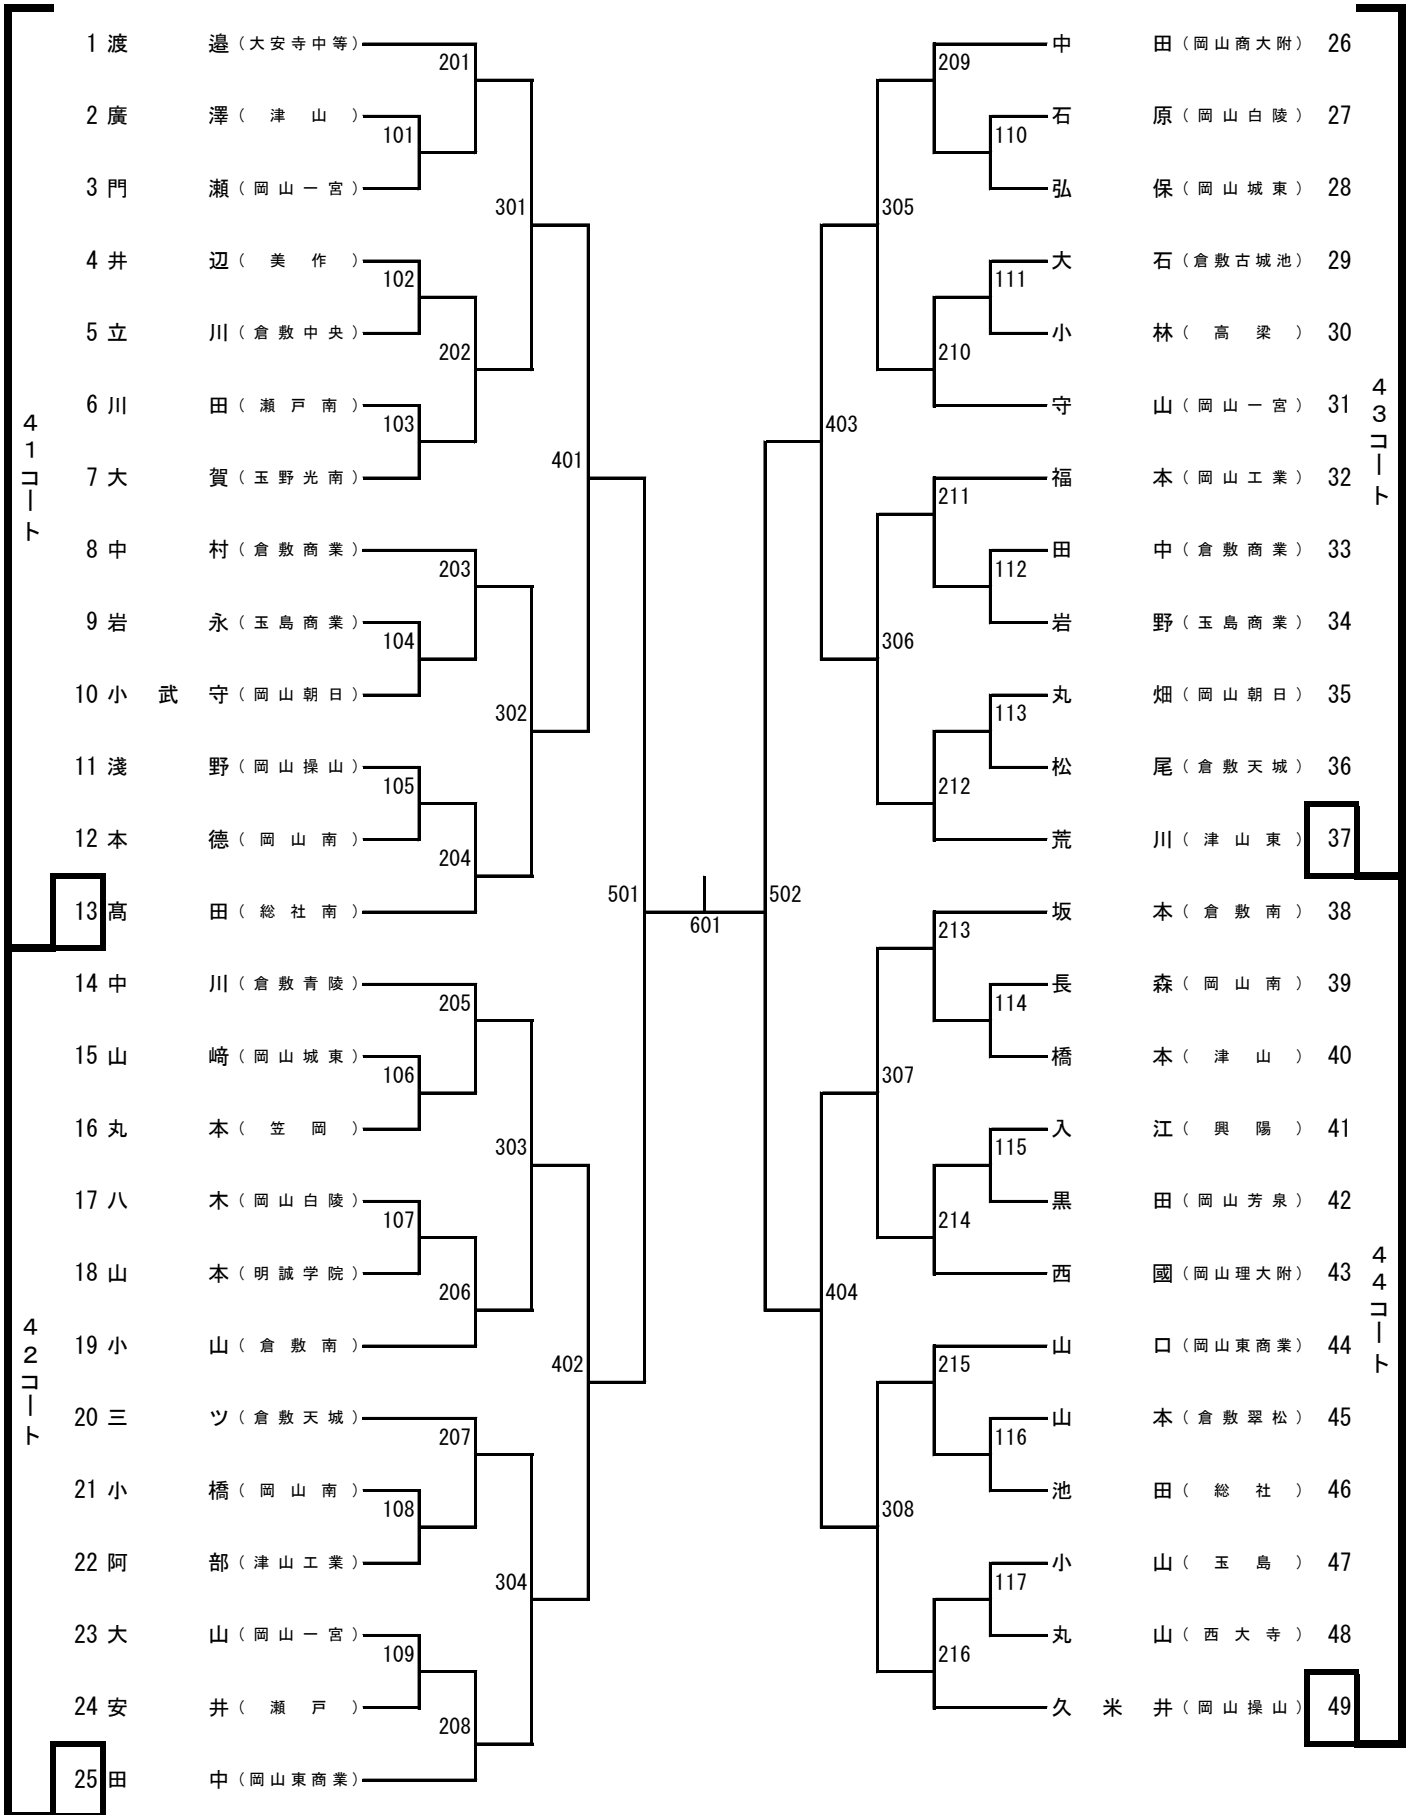 1 渡邉（大安寺中等）
201
2 廣澤（津山）
101
3 門瀬（岡山一宮）
301
4 井辺（美作）
102
5 立川（倉敷中央）
202
6 川田（瀬戸南）
103
7 大賀（玉野光南）
401
8 中村（倉敷商業）
203
9 岩永（玉島商業）
104
10 小武守（岡山朝日）
302
11 淺野（岡山操山）
105
12 本德（岡山南）
204
13 髙田（総社南）
41コート
501
14 中川（倉敷青陵）
205
15 山﨑（岡山城東）
106
16 丸本（笠岡）
303
17 八木（岡山白陵）
107
18 山本（明誠学院）
206
19 小山（倉敷南）
402
20 三ツ（倉敷天城）
207
21 小橋（岡山南）
108
22 阿部（津山工業）
304
23 大山（岡山一宮）
109
24 安井（瀬戸）
208
25 田中（岡山東商業）
42コート
601
中田（岡山商大附） 26
209
石原（岡山白陵） 27
110
弘保（岡山城東） 28
305
大石（倉敷古城池） 29
111
小林（高梁） 30
210
守山（岡山一宮） 31
403
福本（岡山工業） 32
211
田中（倉敷商業） 33
112
岩野（玉島商業） 34
306
丸畑（岡山朝日） 35
113
松尾（倉敷天城） 36
212
荒川（津山東） 37
43コート
502
坂本（倉敷南） 38
213
長森（岡山南） 39
114
橋本（津山） 40
307
入江（興陽） 41
115
黒田（岡山芳泉） 42
214
西國（岡山理大附） 43
404
山口（岡山東商業） 44
215
山本（倉敷翠松） 45
116
池田（総社） 46
308
小山（玉島） 47
117
丸山（西大寺） 48
216
久米井（岡山操山） 49
44コート